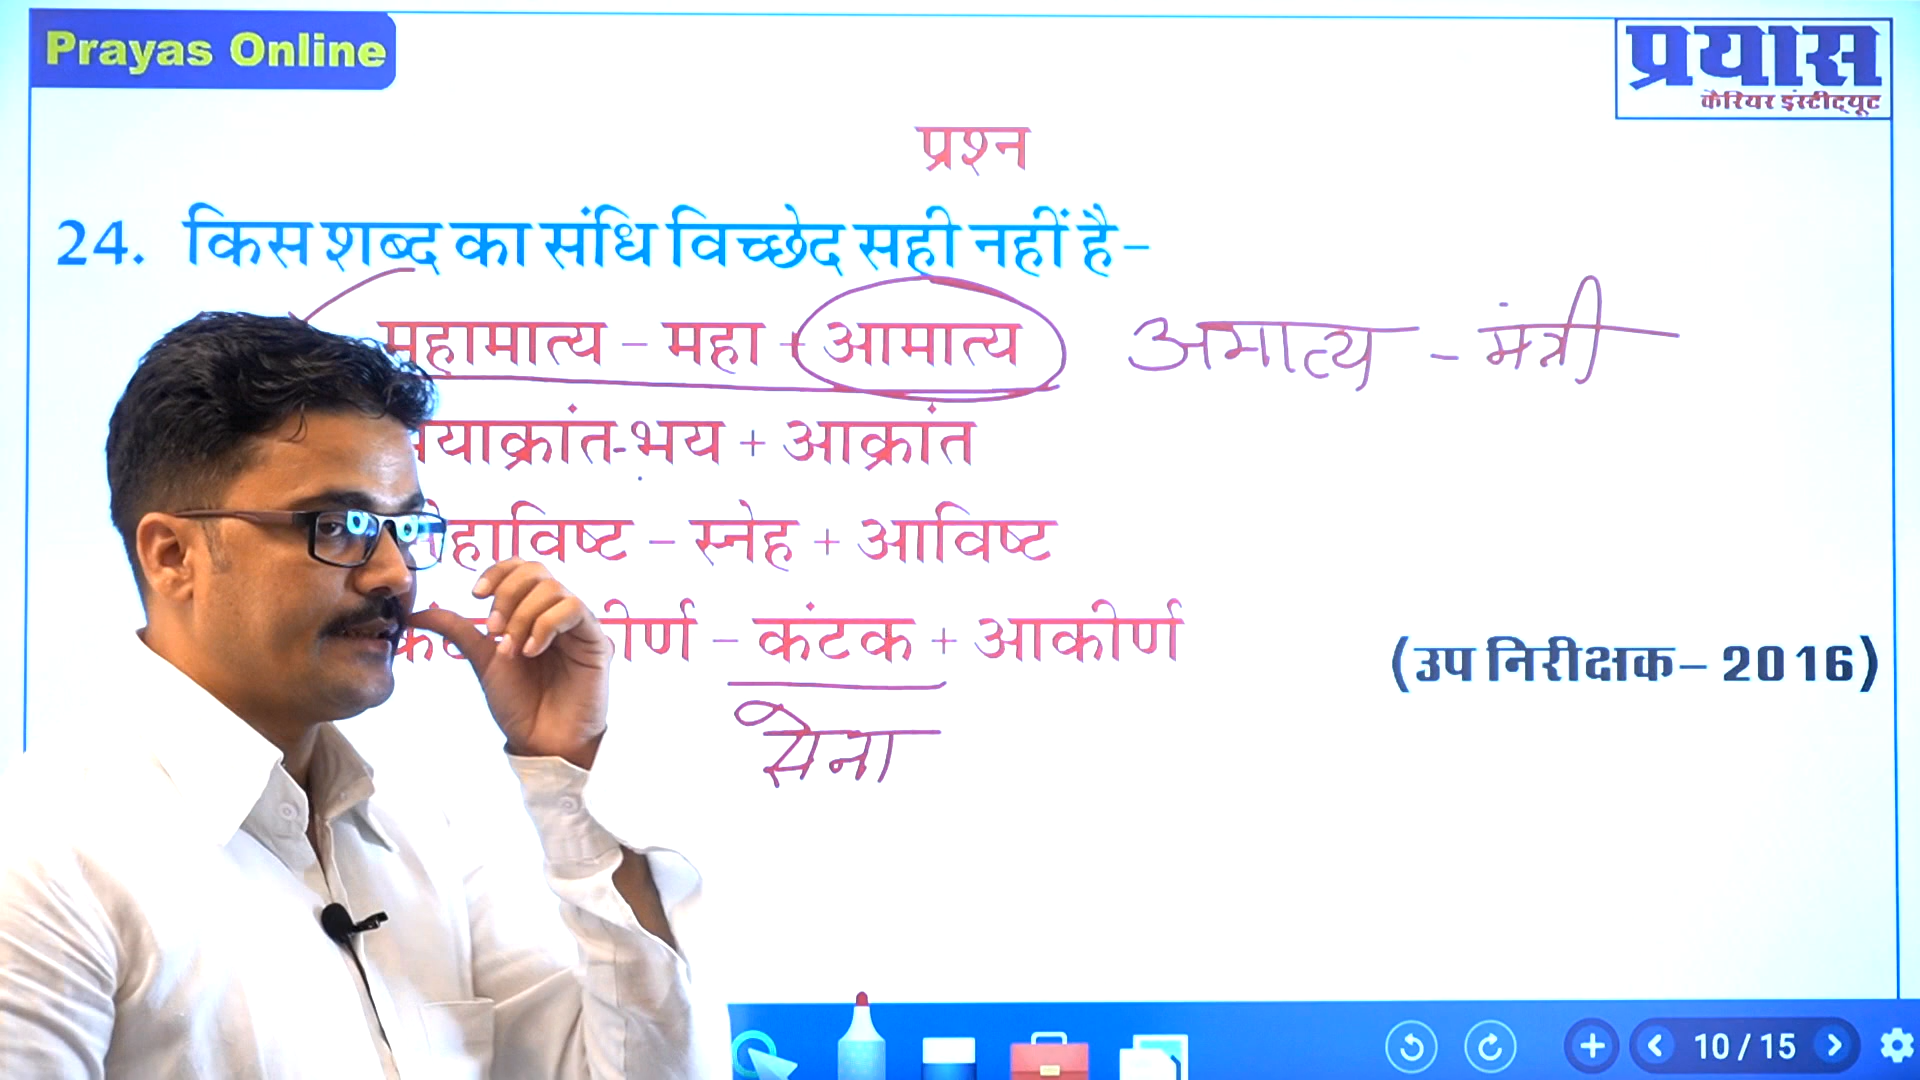 Prayas Online
प्रयास
कैरियर इंस्टीट्यूट
प्रश्न
24. किस शब्द का संधि विच्छेद सही नहीं है–
महामात्य – महा + आमात्य
अमात्य – मंत्री
भय + आक्रांत
स्नेह + आविष्ट
कंटक + आकीर्ण
(उप निरीक्षक– 2016)
सेना
10 / 15